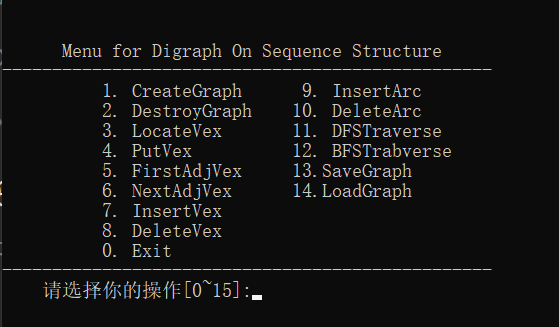 Menu for Digraph On Sequence Structure
-------------------------------------------------
1. CreateGraph 9. InsertArc
2. DestroyGraph 10. DeleteArc
3. LocateVex 11. DFSTraverse
4. PutVex 12. BFSTrabverse
5. FirstAdjVex 13.SaveGraph
6. NextAdjVex 14.LoadGraph
7. InsertVex
8. DeleteVex
0. Exit
-------------------------------------------------
请选择你的操作[0~15]: